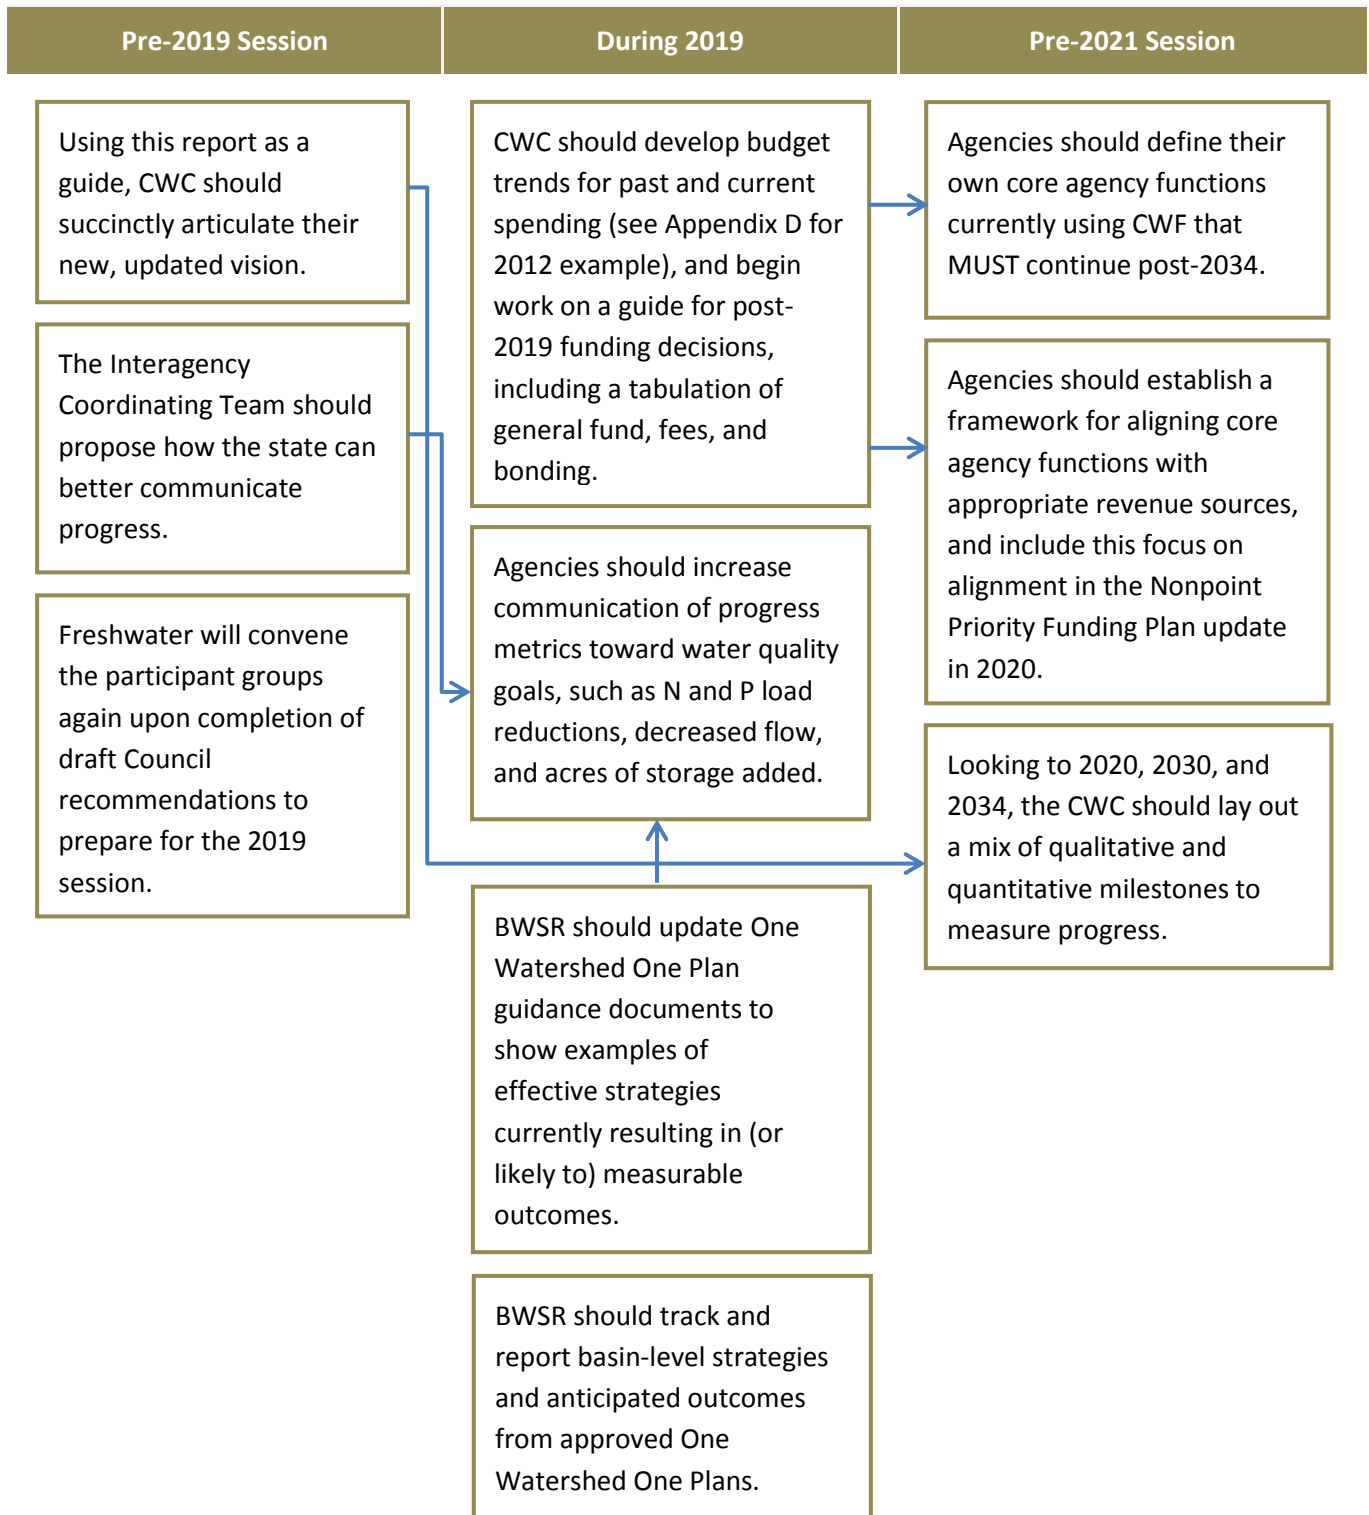 Pre-2019 Session
During 2019
Pre-2021 Session
Using this report as a
guide, CWC should
succinctly articulate their
new, updated vision.
The Interagency
Coordinating Team should
propose how the state can
better communicate
progress.
Freshwater will convene
the participant groups
again upon completion of
draft Council
recommendations to
prepare for the 2019
session.
CWC should develop budget
trends for past and current
spending (see Appendix D for
2012 example), and begin
work on a guide for post-
2019 funding decisions,
including a tabulation of
general fund, fees, and
bonding.
Agencies should increase
communication of progress
metrics toward water quality
goals, such as N and P load
reductions, decreased flow,
and acres of storage added.
BWSR should update One
Watershed One Plan
guidance documents to
show examples of
effective strategies
currently resulting in (or
likely to) measurable
outcomes.
BWSR should track and
report basin-level strategies
and anticipated outcomes
from approved One
Watershed One Plans.
Agencies should define their
own core agency functions
currently using CWF that
MUST continue post-2034.
Agencies should establish a
framework for aligning core
agency functions with
appropriate revenue sources,
and include this focus on
alignment in the Nonpoint
Priority Funding Plan update
in 2020.
Looking to 2020, 2030, and
2034, the CWC should lay out
a mix of qualitative and
quantitative milestones to
measure progress.